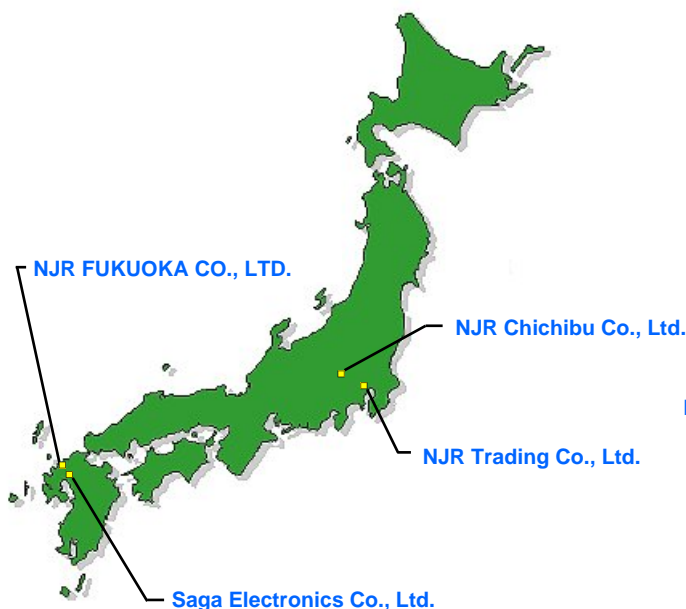 NJR FUKUOKA CO., LTD.
NJR Chichibu Co., Ltd.
NJR Trading Co., Ltd.
Saga Electronics Co., Ltd.